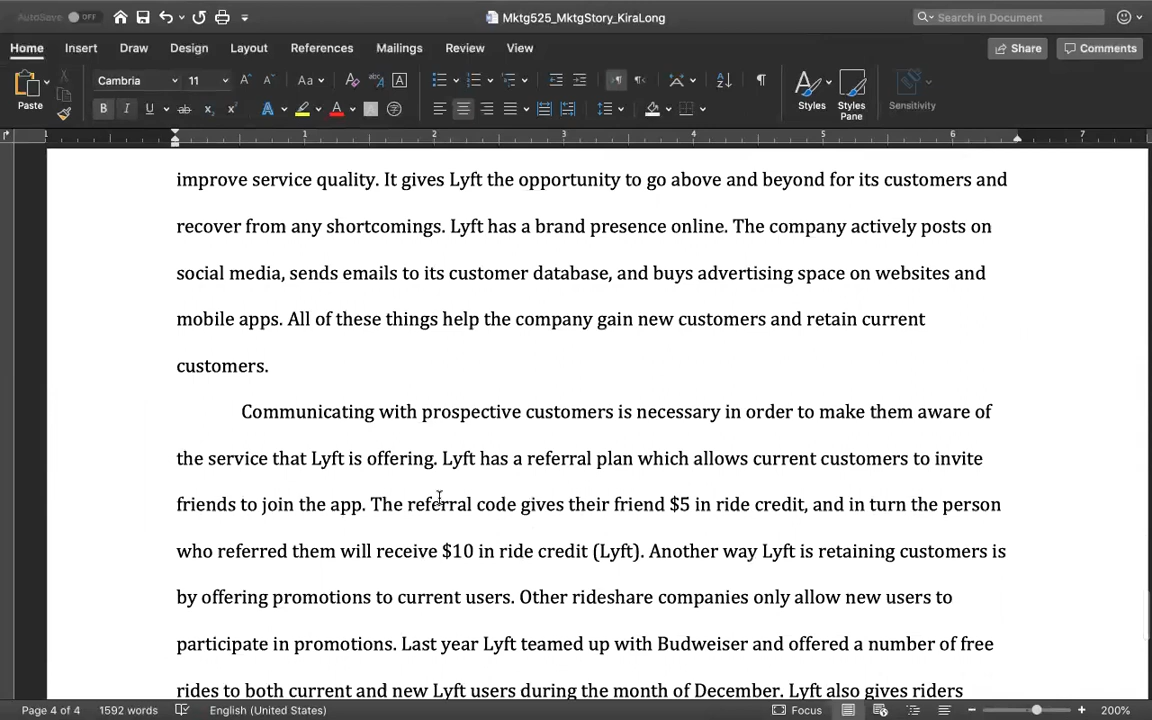 AutoSave OFF Mktg525_MktgStory_KiraLong Search in Document
Home Insert Draw Design Layout References Mailings Review View Share Comments
Paste Cambria 11 Aa Styles Styles Pane Sensitivity
1 1 2 3 4 5 6 7
improve service quality. It gives Lyft the opportunity to go above and beyond for its customers and
recover from any shortcomings. Lyft has a brand presence online. The company actively posts on
social media, sends emails to its customer database, and buys advertising space on websites and
mobile apps. All of these things help the company gain new customers and retain current
customers.
Communicating with prospective customers is necessary in order to make them aware of
the service that Lyft is offering. Lyft has a referral plan which allows current customers to invite
friends to join the app. The referral code gives their friend $5 in ride credit, and in turn the person
who referred them will receive $10 in ride credit (Lyft). Another way Lyft is retaining customers is
by offering promotions to current users. Other rideshare companies only allow new users to
participate in promotions. Last year Lyft teamed up with Budweiser and offered a number of free
rides to both current and new Lyft users during the month of December. Lyft also gives riders
Page 4 of 4 1592 words English (United States) Focus 200%